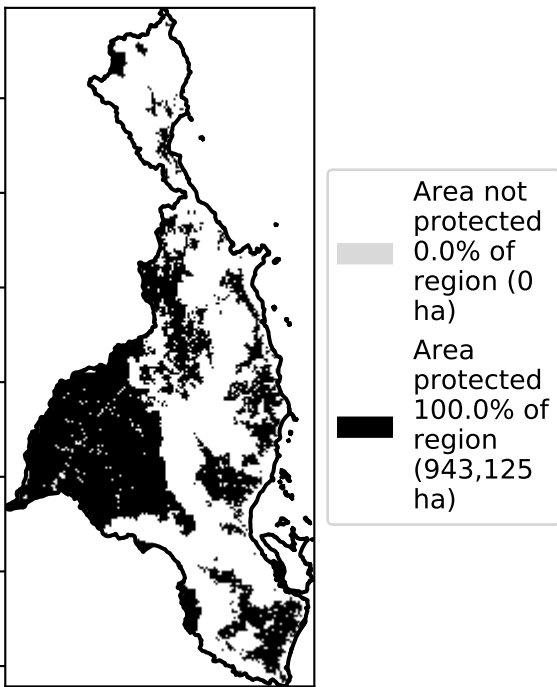 Area not
protected
0.0% of
region (0
ha)
Area
protected
100.0% of
region
(943,125
ha)